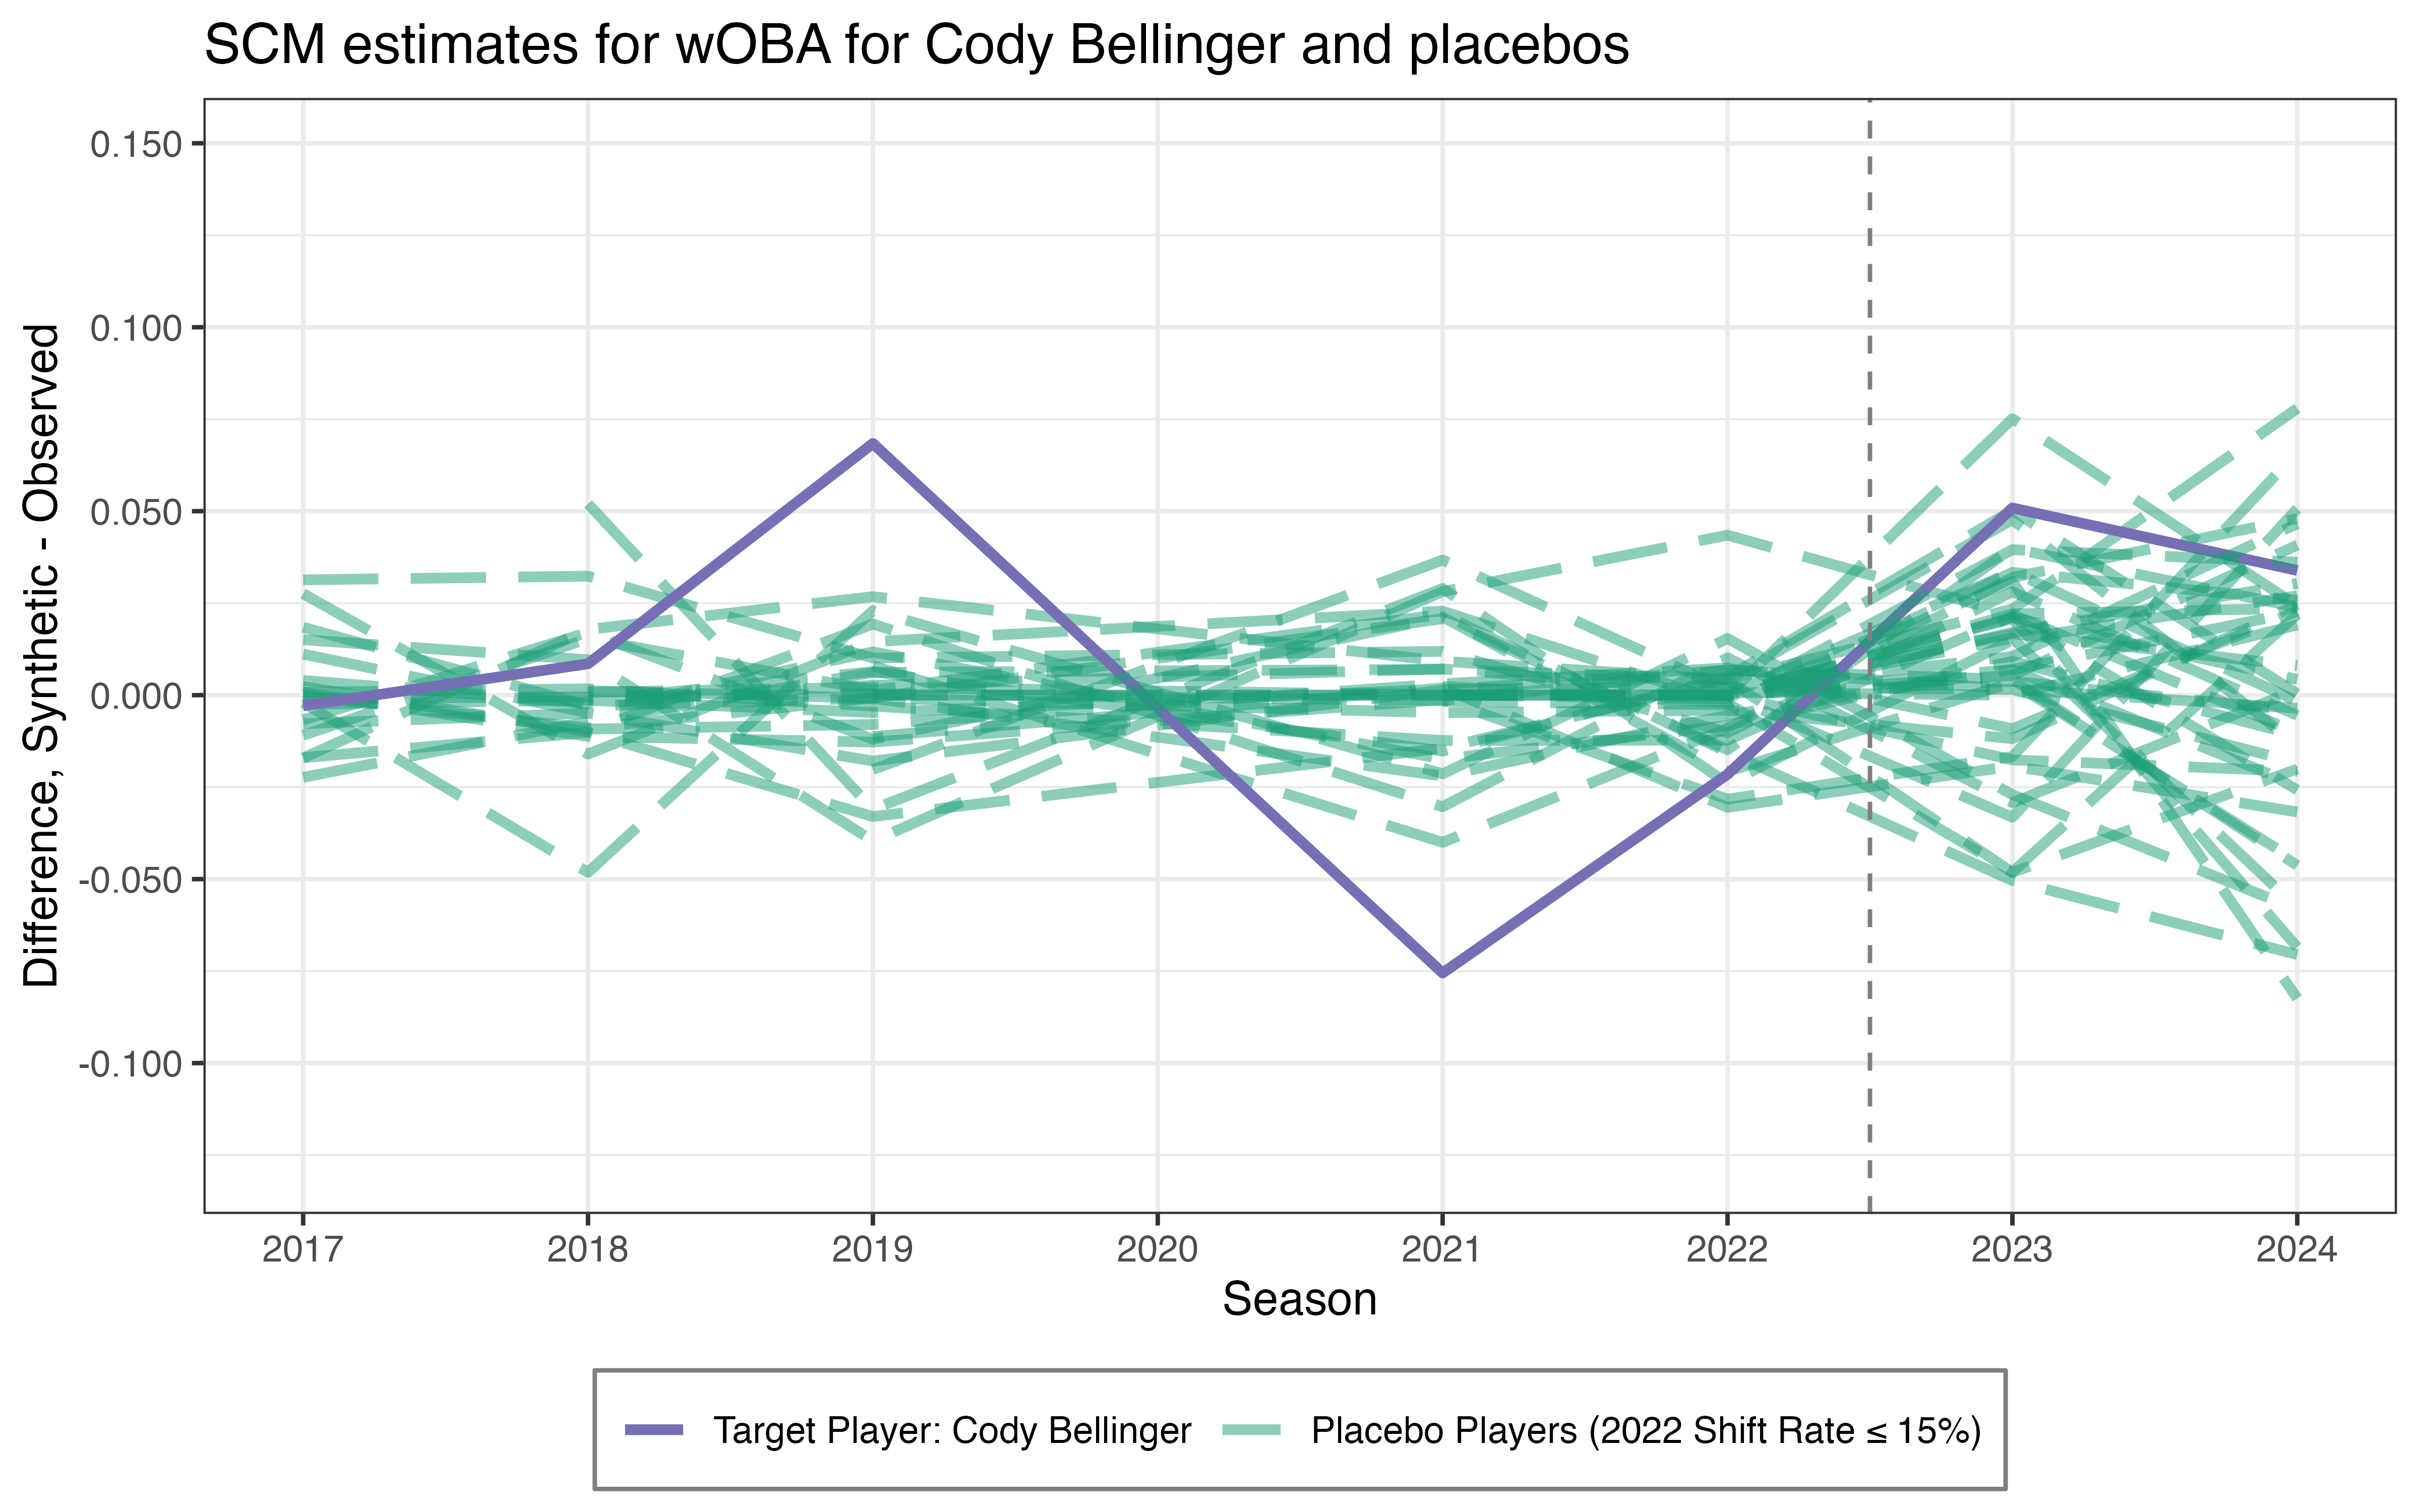 SCM estimates for wOBA for Cody Bellinger and placebos
Difference, Synthetic - Observed
0.150
0.100
0.050
0.000
-0.050
-0.100
2017 2018 2019 2020 2021 2022 2023 2024
Season
Target Player: Cody Bellinger Placebo Players (2022 Shift Rate ≤ 15%)